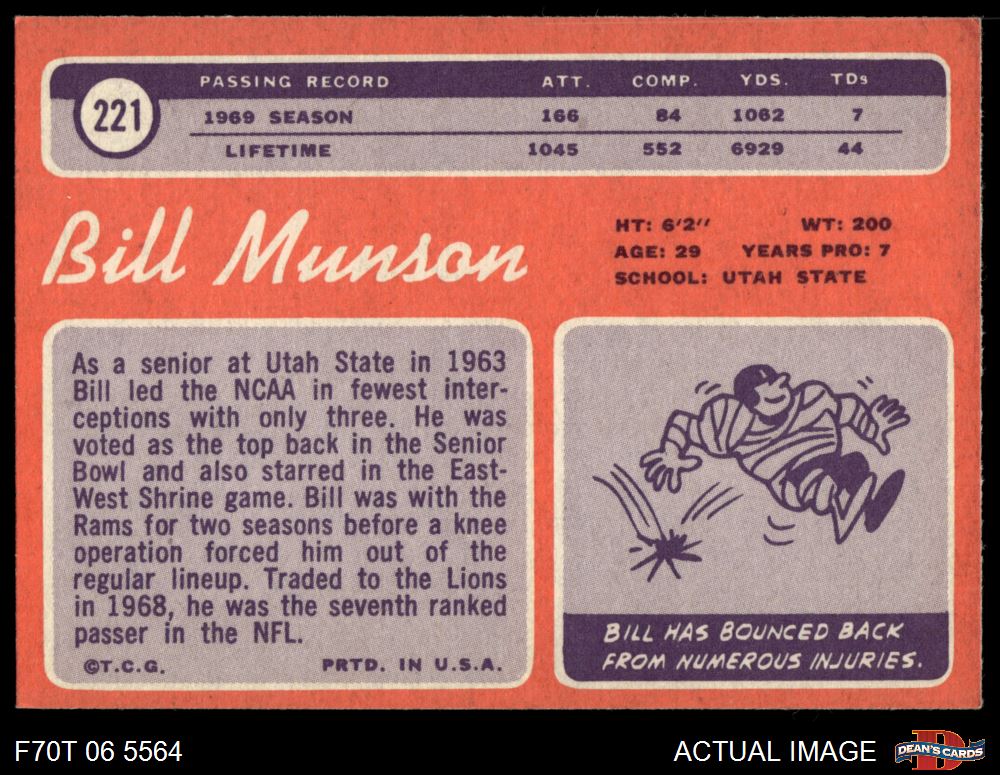 221
PASSING RECORD ATT. COMP. YDS. TDs
1969 SEASON 166 84 1062 7
LIFETIME 1045 552 6929 44
Bill Munson
HT: 6'2'' WT: 200
AGE: 29 YEARS PRO: 7
SCHOOL: UTAH STATE
As a senior at Utah State in 1963
Bill led the NCAA in fewest inter-
ceptions with only three. He was
voted as the top back in the Senior
Bowl and also starred in the East-
West Shrine game. Bill was with the
Rams for two seasons before a knee
operation forced him out of the
regular lineup. Traded to the Lions
in 1968, he was the seventh ranked
passer in the NFL.
©T.C.G. PRTD. IN U.S.A.
BILL HAS BOUNCED BACK
FROM NUMEROUS INJURIES.
F70T 06 5564
ACTUAL IMAGE
D
DEAN'S CARDS